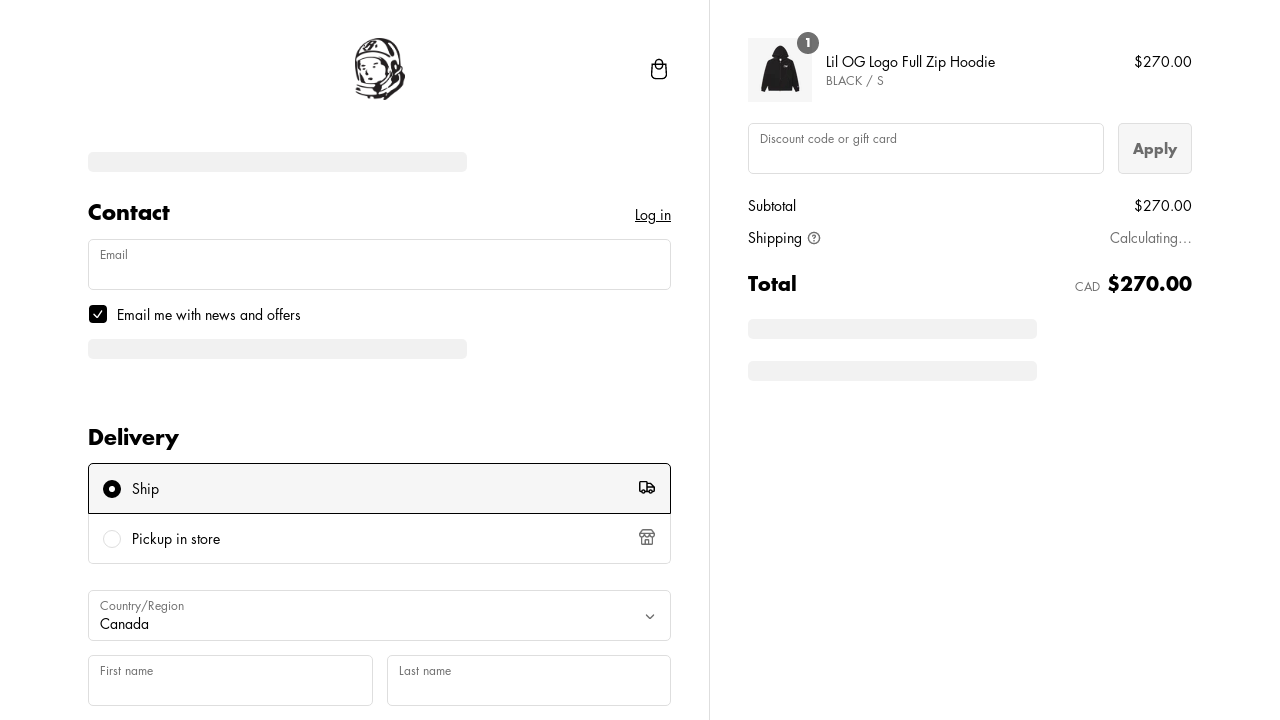 Contact
Log in
Email
Email me with news and offers
Delivery
Ship
Pickup in store
Country/Region
Canada
First name
Last name
1
Lil OG Logo Full Zip Hoodie
$270.00
BLACK / S
Discount code or gift card
Apply
Subtotal
$270.00
Shipping
Calculating...
Total
CAD $270.00